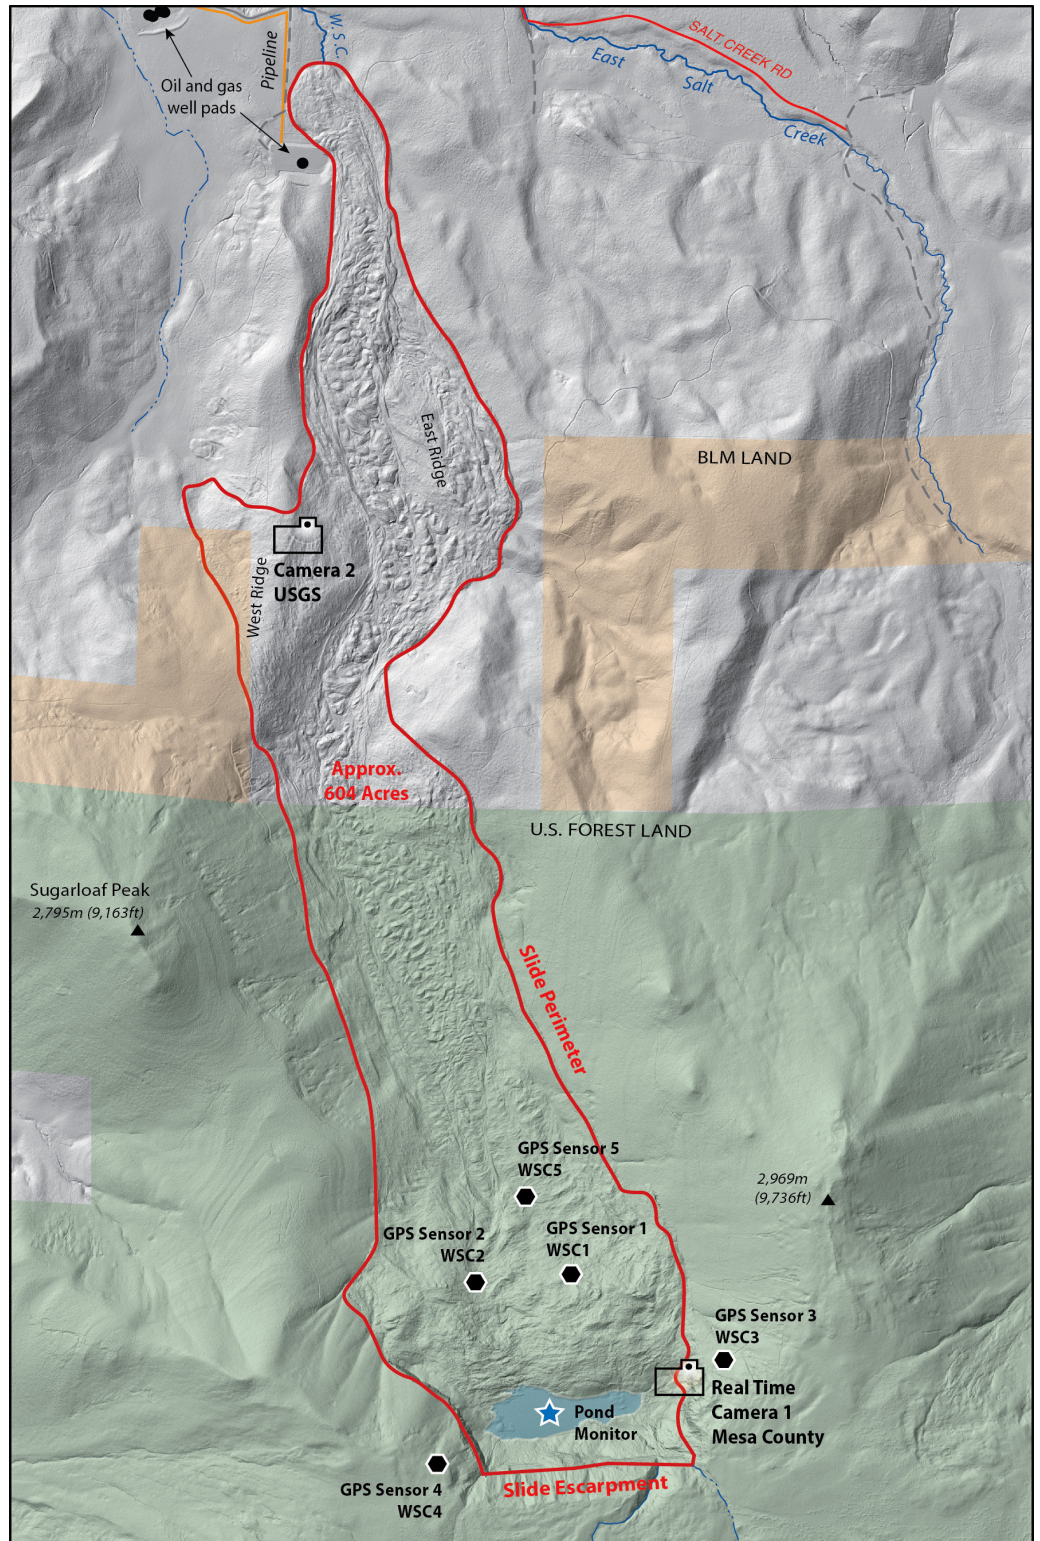 W. S. C.
Pipeline
Oil and gas
well pads
SALT CREEK RD
East
Salt
Creek
East Ridge
BLM LAND
Camera 2
USGS
West Ridge
Approx.
604 Acres
U.S. FOREST LAND
Sugarloaf Peak
2,795m (9,163ft)
Slide Perimeter
GPS Sensor 5
WSC5
2,969m
(9,736ft)
GPS Sensor 2
WSC2
GPS Sensor 1
WSC1
GPS Sensor 3
WSC3
Real Time
Camera 1
Mesa County
Pond
Monitor
GPS Sensor 4
WSC4
Slide Escarpment